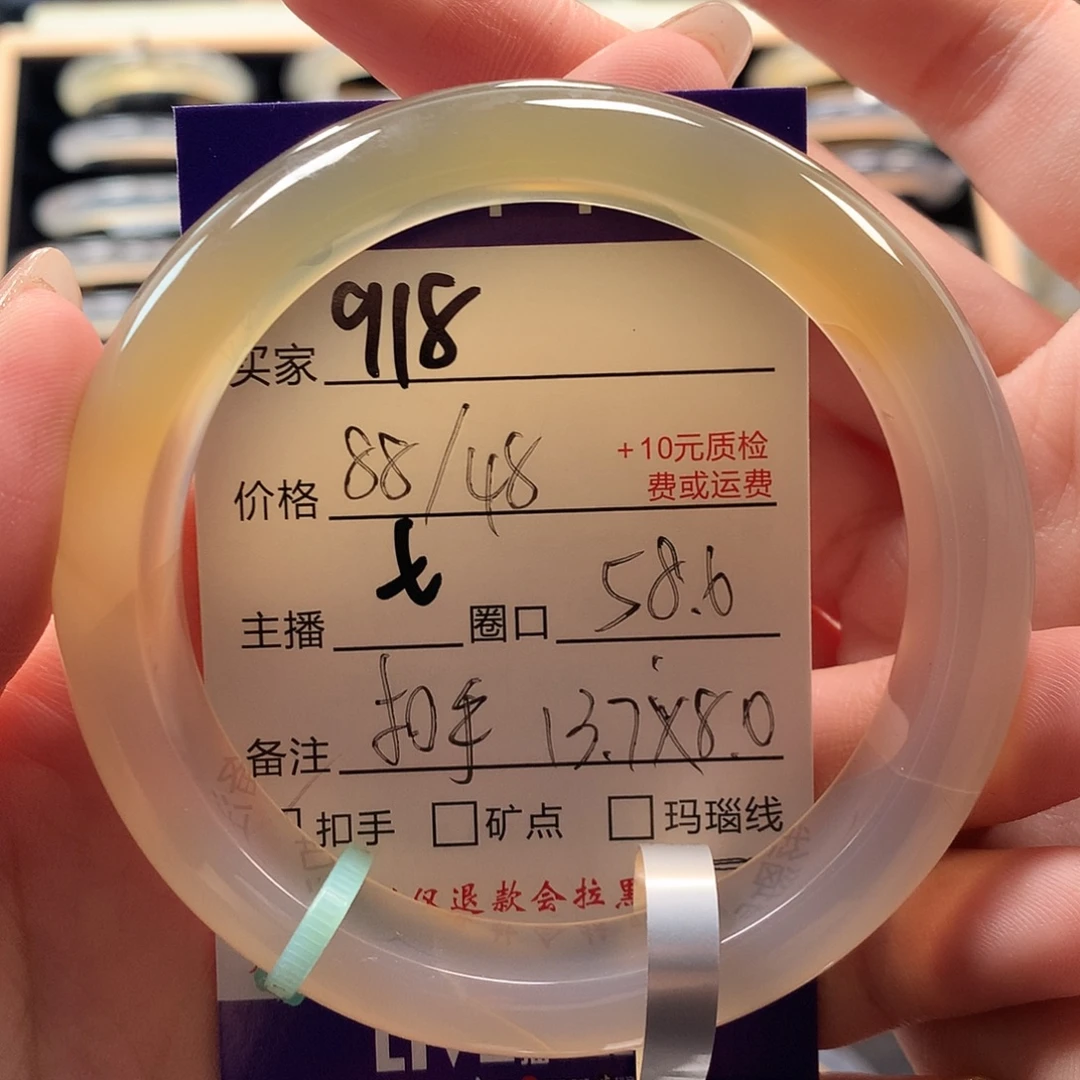 买家 918
价格 88/48 +10元质检
费或运费
主播 圈口 58.6
备注 扣手 13.7X8.0
扣手 矿点 玛瑙线
仅退款会拉黑
LIVE